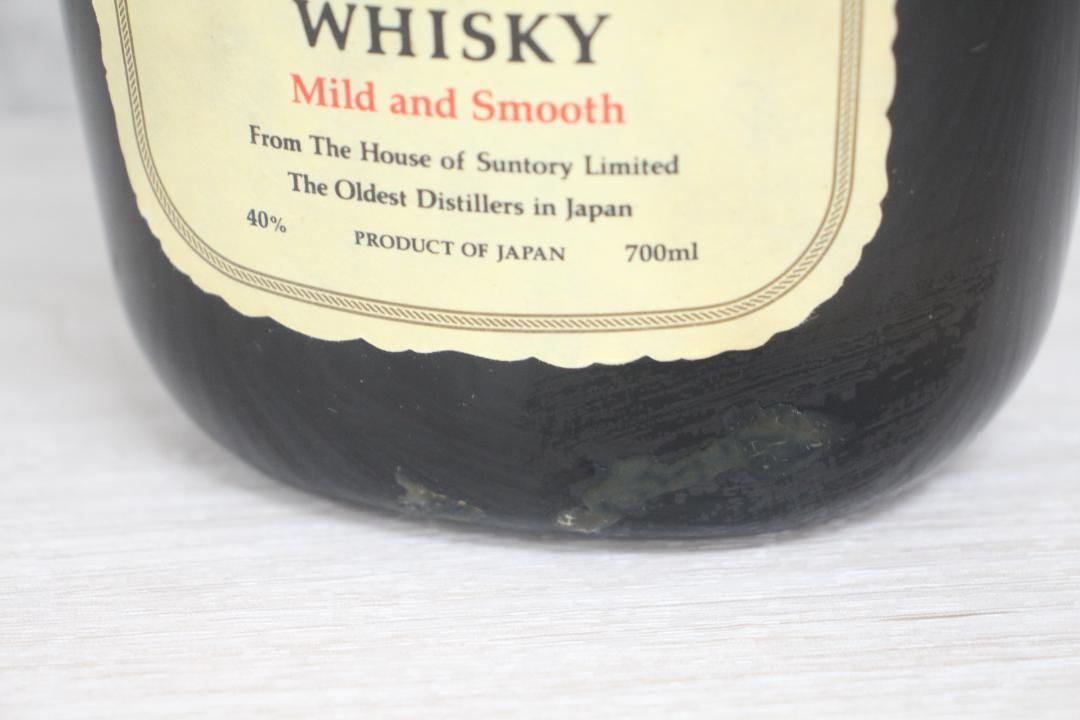 WHISKY
Mild and Smooth
From The House of Suntory Limited
The Oldest Distillers in Japan
40% PRODUCT OF JAPAN 700ml